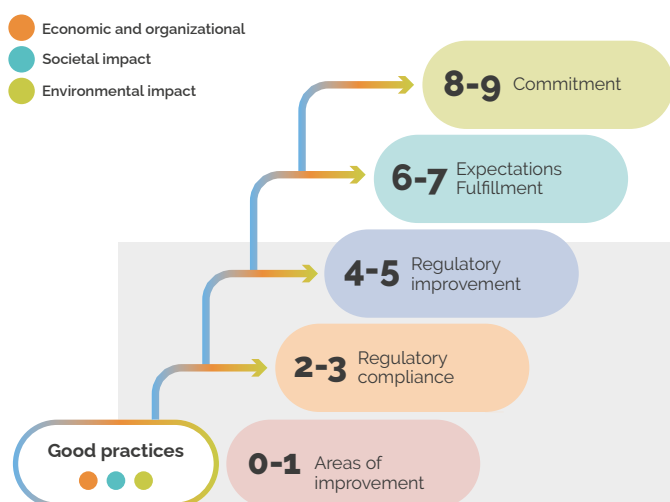 Economic and organizational
Societal impact
Environmental impact
8-9 Commitment
6-7 Expectations
Fulfillment
4-5 Regulatory
improvement
2-3 Regulatory
compliance
Good practices
0-1 Areas of
improvement